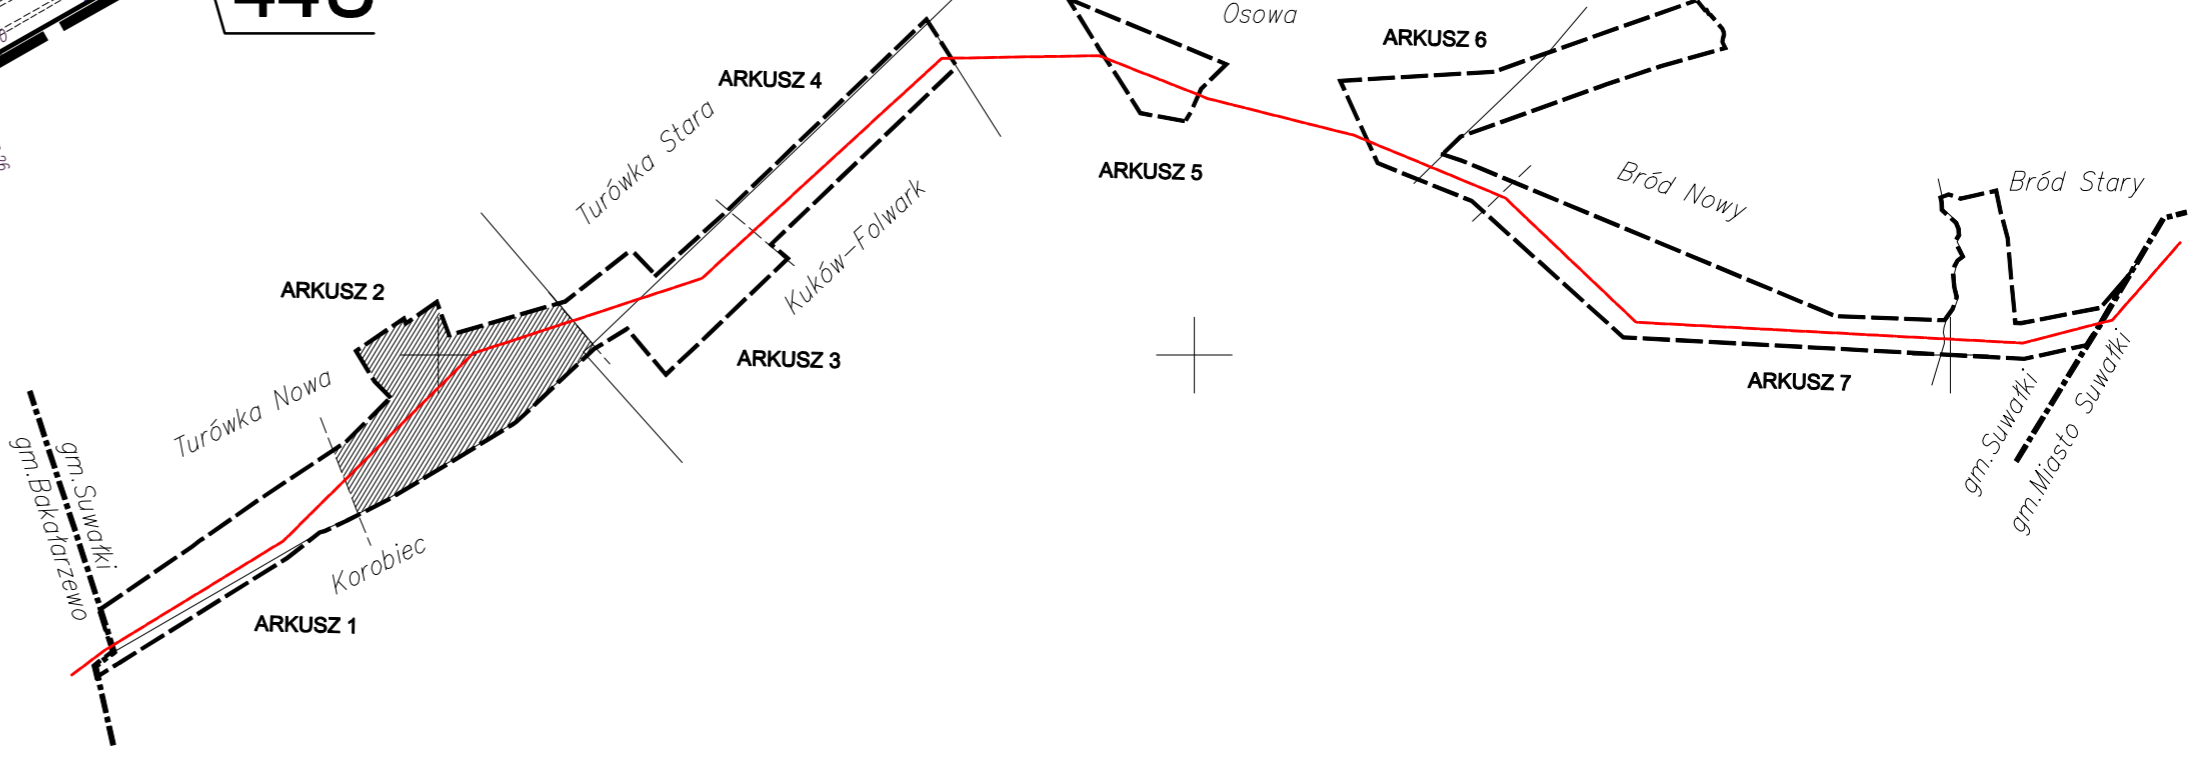 Osowa
ARKUSZ 6
ARKUSZ 4
Turówka Stara
ARKUSZ 5
Bród Nowy
Bród Stary
Kuków-Folwark
ARKUSZ 2
ARKUSZ 3
ARKUSZ 7
Turówka Nowa
gm.Suwałki
gm.Bakałarzewo
gm.Suwałki
gm.Miasto Suwałki
Korobiec
ARKUSZ 1